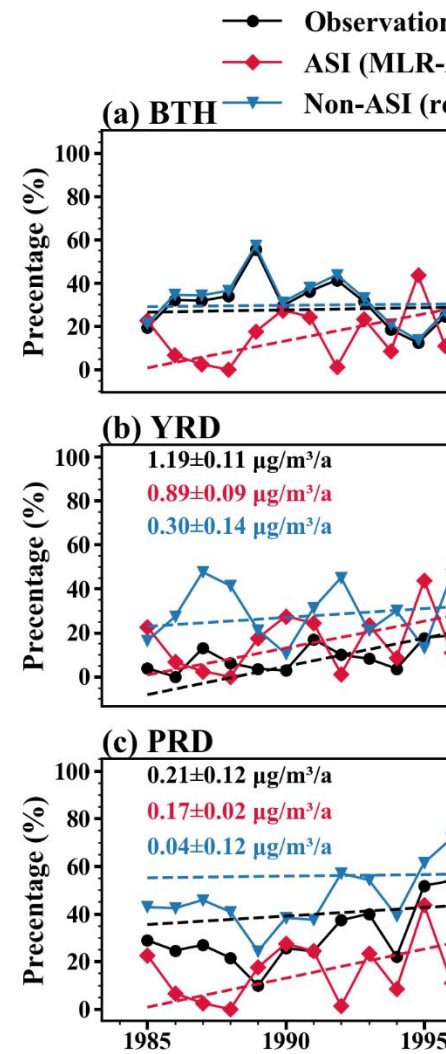 Observation
ASI (MLR-
Non-ASI (re
(a) BTH
100
80
60
40
20
0
Precentage (%)
(b) YRD
1.19±0.11 μg/m³/a
0.89±0.09 μg/m³/a
0.30±0.14 μg/m³/a
100
80
60
40
20
0
Precentage (%)
(c) PRD
0.21±0.12 μg/m³/a
0.17±0.02 μg/m³/a
0.04±0.12 μg/m³/a
100
80
60
40
20
0
Precentage (%)
1985 1990 1995